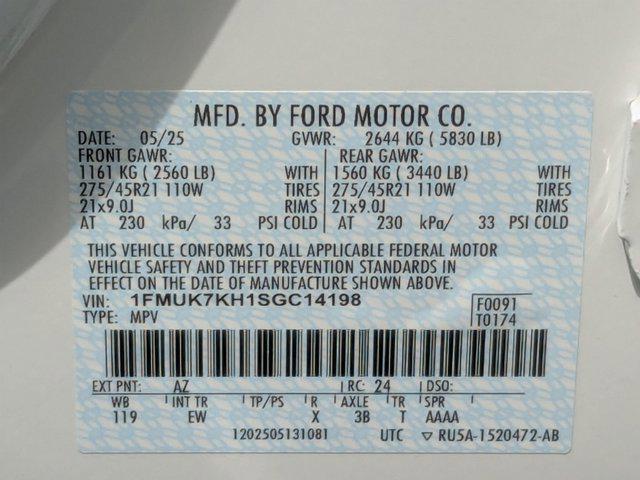 MFD. BY FORD MOTOR CO.
DATE: 05/25 GVWR: 2644 KG ( 5830 LB)
FRONT GAWR: REAR GAWR:
1161 KG ( 2560 LB) WITH 1560 KG ( 3440 LB) WITH
275/45R21 110W TIRES 275/45R21 110W TIRES
21x9.0J RIMS 21x9.0J RIMS
AT 230 kPa/ 33 PSI COLD AT 230 kPa/ 33 PSI COLD
THIS VEHICLE CONFORMS TO ALL APPLICABLE FEDERAL MOTOR
VEHICLE SAFETY AND THEFT PREVENTION STANDARDS IN
EFFECT ON THE DATE OF MANUFACTURE SHOWN ABOVE.
VIN: 1FMUK7KH1SGC14198 F0091
TYPE: MPV T0174
EXT PNT: AZ RC: 24 DSO:
WB INT TR TP/PS R AXLE TR SPR
119 EW X 3B T AAAA
1202505131081 UTC ▽ RU5A-1520472-AB